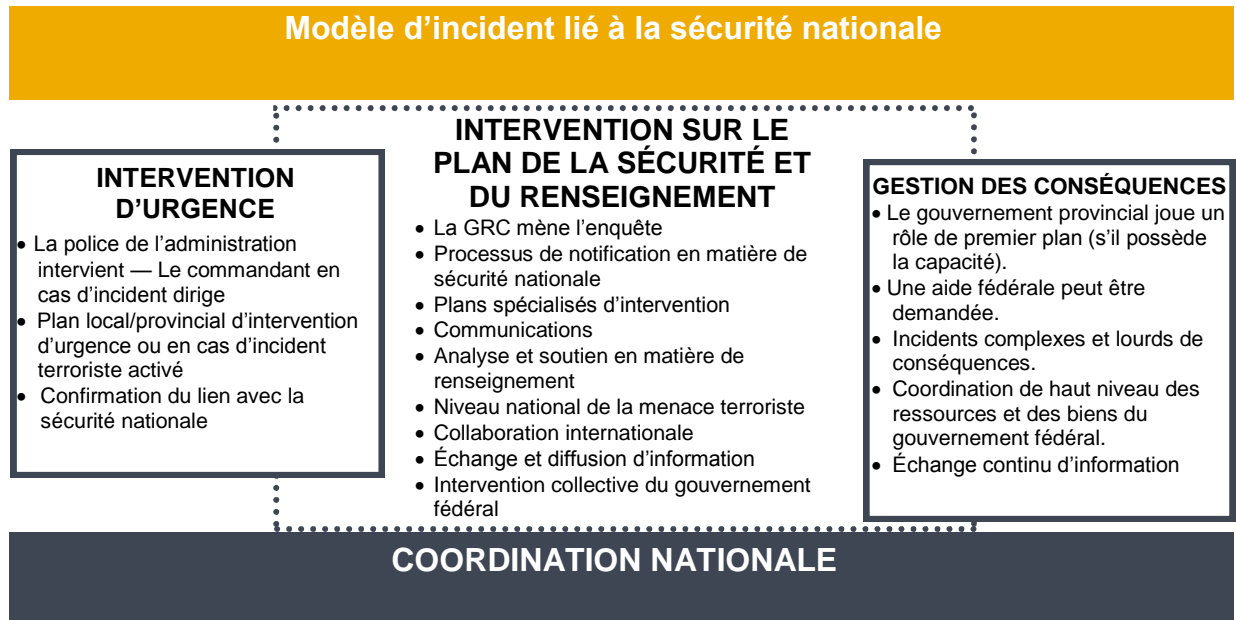 Modèle d’incident lié à la sécurité nationale
INTERVENTION
D’URGENCE
• La police de l’administration
intervient — Le commandant en
cas d’incident dirige
• Plan local/provincial d’intervention
d’urgence ou en cas d’incident
terroriste activé
• Confirmation du lien avec la
sécurité nationale
INTERVENTION SUR LE
PLAN DE LA SÉCURITÉ ET
DU RENSEIGNEMENT
• La GRC mène l’enquête
• Processus de notification en matière de
sécurité nationale
• Plans spécialisés d’intervention
• Communications
• Analyse et soutien en matière de
renseignement
• Niveau national de la menace terroriste
• Collaboration internationale
• Échange et diffusion d’information
• Intervention collective du gouvernement
fédéral
GESTION DES CONSÉQUENCES
• Le gouvernement provincial joue un
rôle de premier plan (s’il possède
la capacité).
• Une aide fédérale peut être
demandée.
• Incidents complexes et lourds de
conséquences.
• Coordination de haut niveau des
ressources et des biens du
gouvernement fédéral.
• Échange continu d’information
COORDINATION NATIONALE